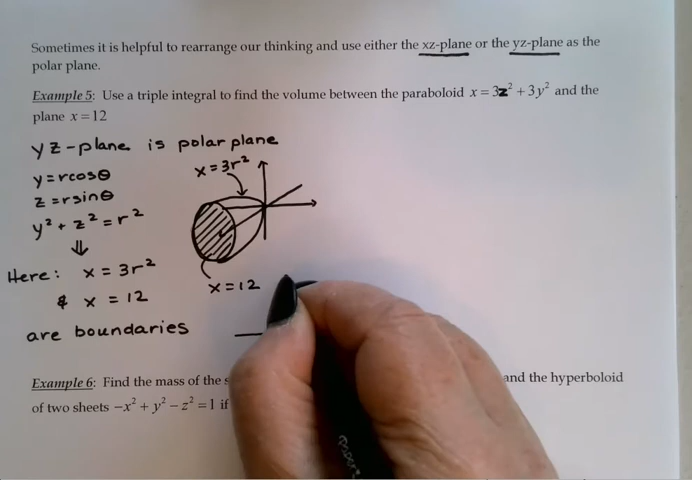 Sometimes it is helpful to rearrange our thinking and use either the xz-plane or the yz-plane as the
polar plane.
Example 5: Use a triple integral to find the volume between the paraboloid x = 3z² + 3y² and the
plane x = 12
yz-plane is polar plane
y = rcosθ
z = rsinθ
y² + z² = r²
⇓
Here: x = 3r²
& x = 12
are boundaries
x = 3r²
x = 12
Example 6: Find the mass of the and the hyperboloid
of two sheets −x² + y² − z² = 1 if